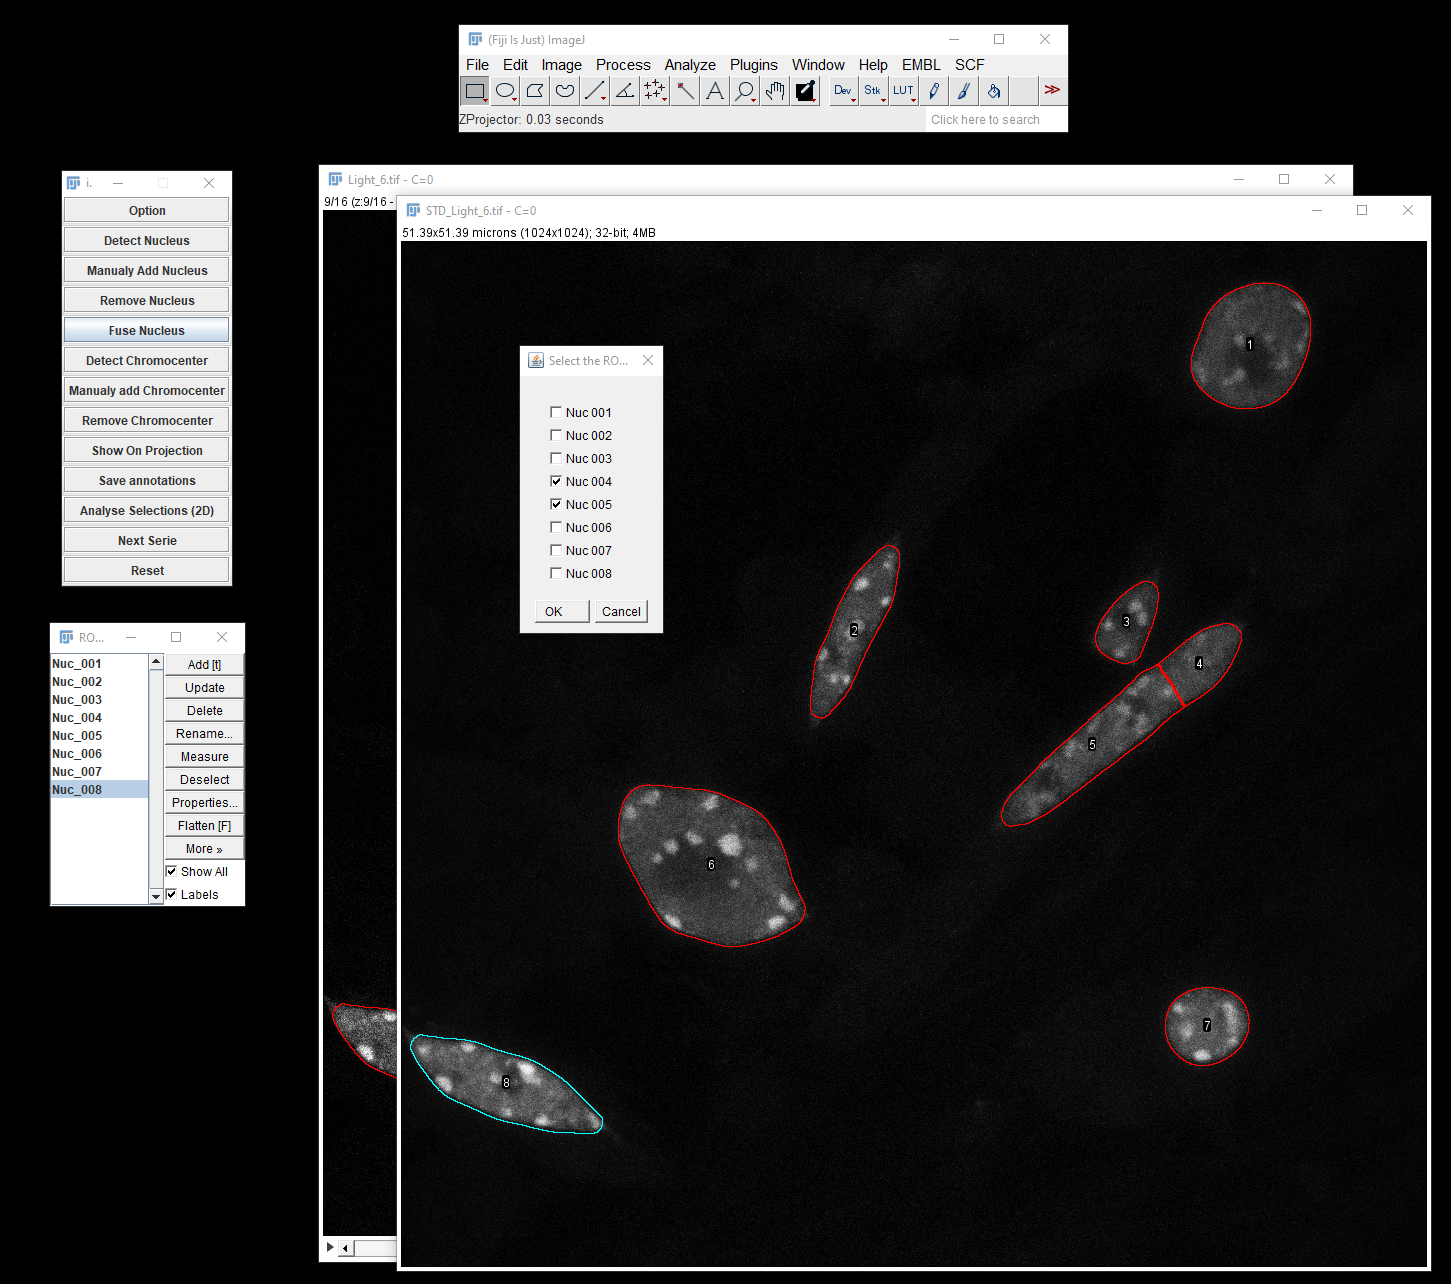 (Fiji Is Just) ImageJ
File Edit Image Process Analyze Plugins Window Help EMBL SCF
A Dev Stk LUT >>
ZProjector: 0.03 seconds
Click here to search
i.
Option
Detect Nucleus
Manualy Add Nucleus
Remove Nucleus
Fuse Nucleus
Detect Chromocenter
Manualy add Chromocenter
Remove Chromocenter
Show On Projection
Save annotations
Analyse Selections (2D)
Next Serie
Reset
RO...
Nuc_001
Nuc_002
Nuc_003
Nuc_004
Nuc_005
Nuc_006
Nuc_007
Nuc_008
Add [t]
Update
Delete
Rename...
Measure
Deselect
Properties...
Flatten [F]
More »
Show All
Labels
Light_6.tif - C=0
9/16 (z:9/16 -
STD_Light_6.tif - C=0
51.39x51.39 microns (1024x1024); 32-bit; 4MB
Select the RO...
Nuc 001
Nuc 002
Nuc 003
Nuc 004
Nuc 005
Nuc 006
Nuc 007
Nuc 008
OK Cancel
1
2
3
4
5
6
7
8